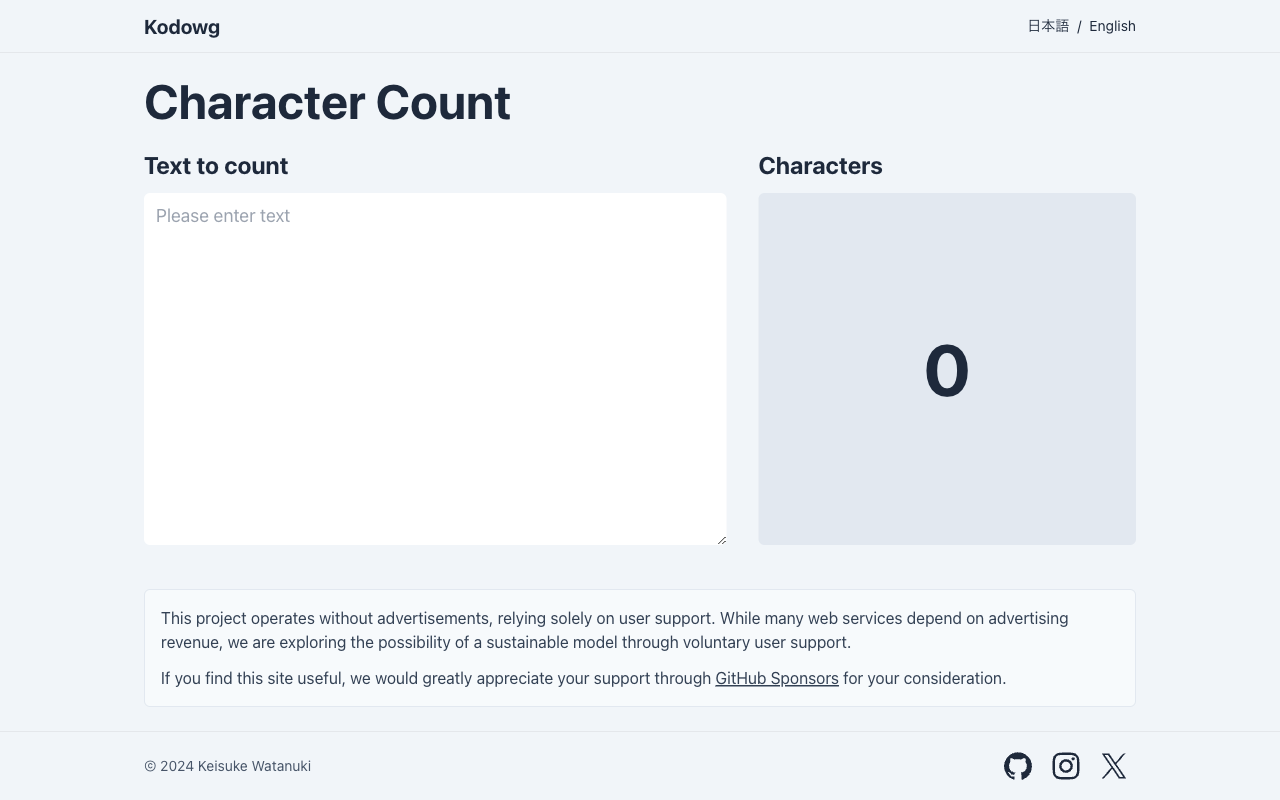 Kodowg
日本語 / English
Character Count
Text to count
Characters
Please enter text
0
This project operates without advertisements, relying solely on user support. While many web services depend on advertising
revenue, we are exploring the possibility of a sustainable model through voluntary user support.
If you find this site useful, we would greatly appreciate your support through GitHub Sponsors for your consideration.
© 2024 Keisuke Watanuki